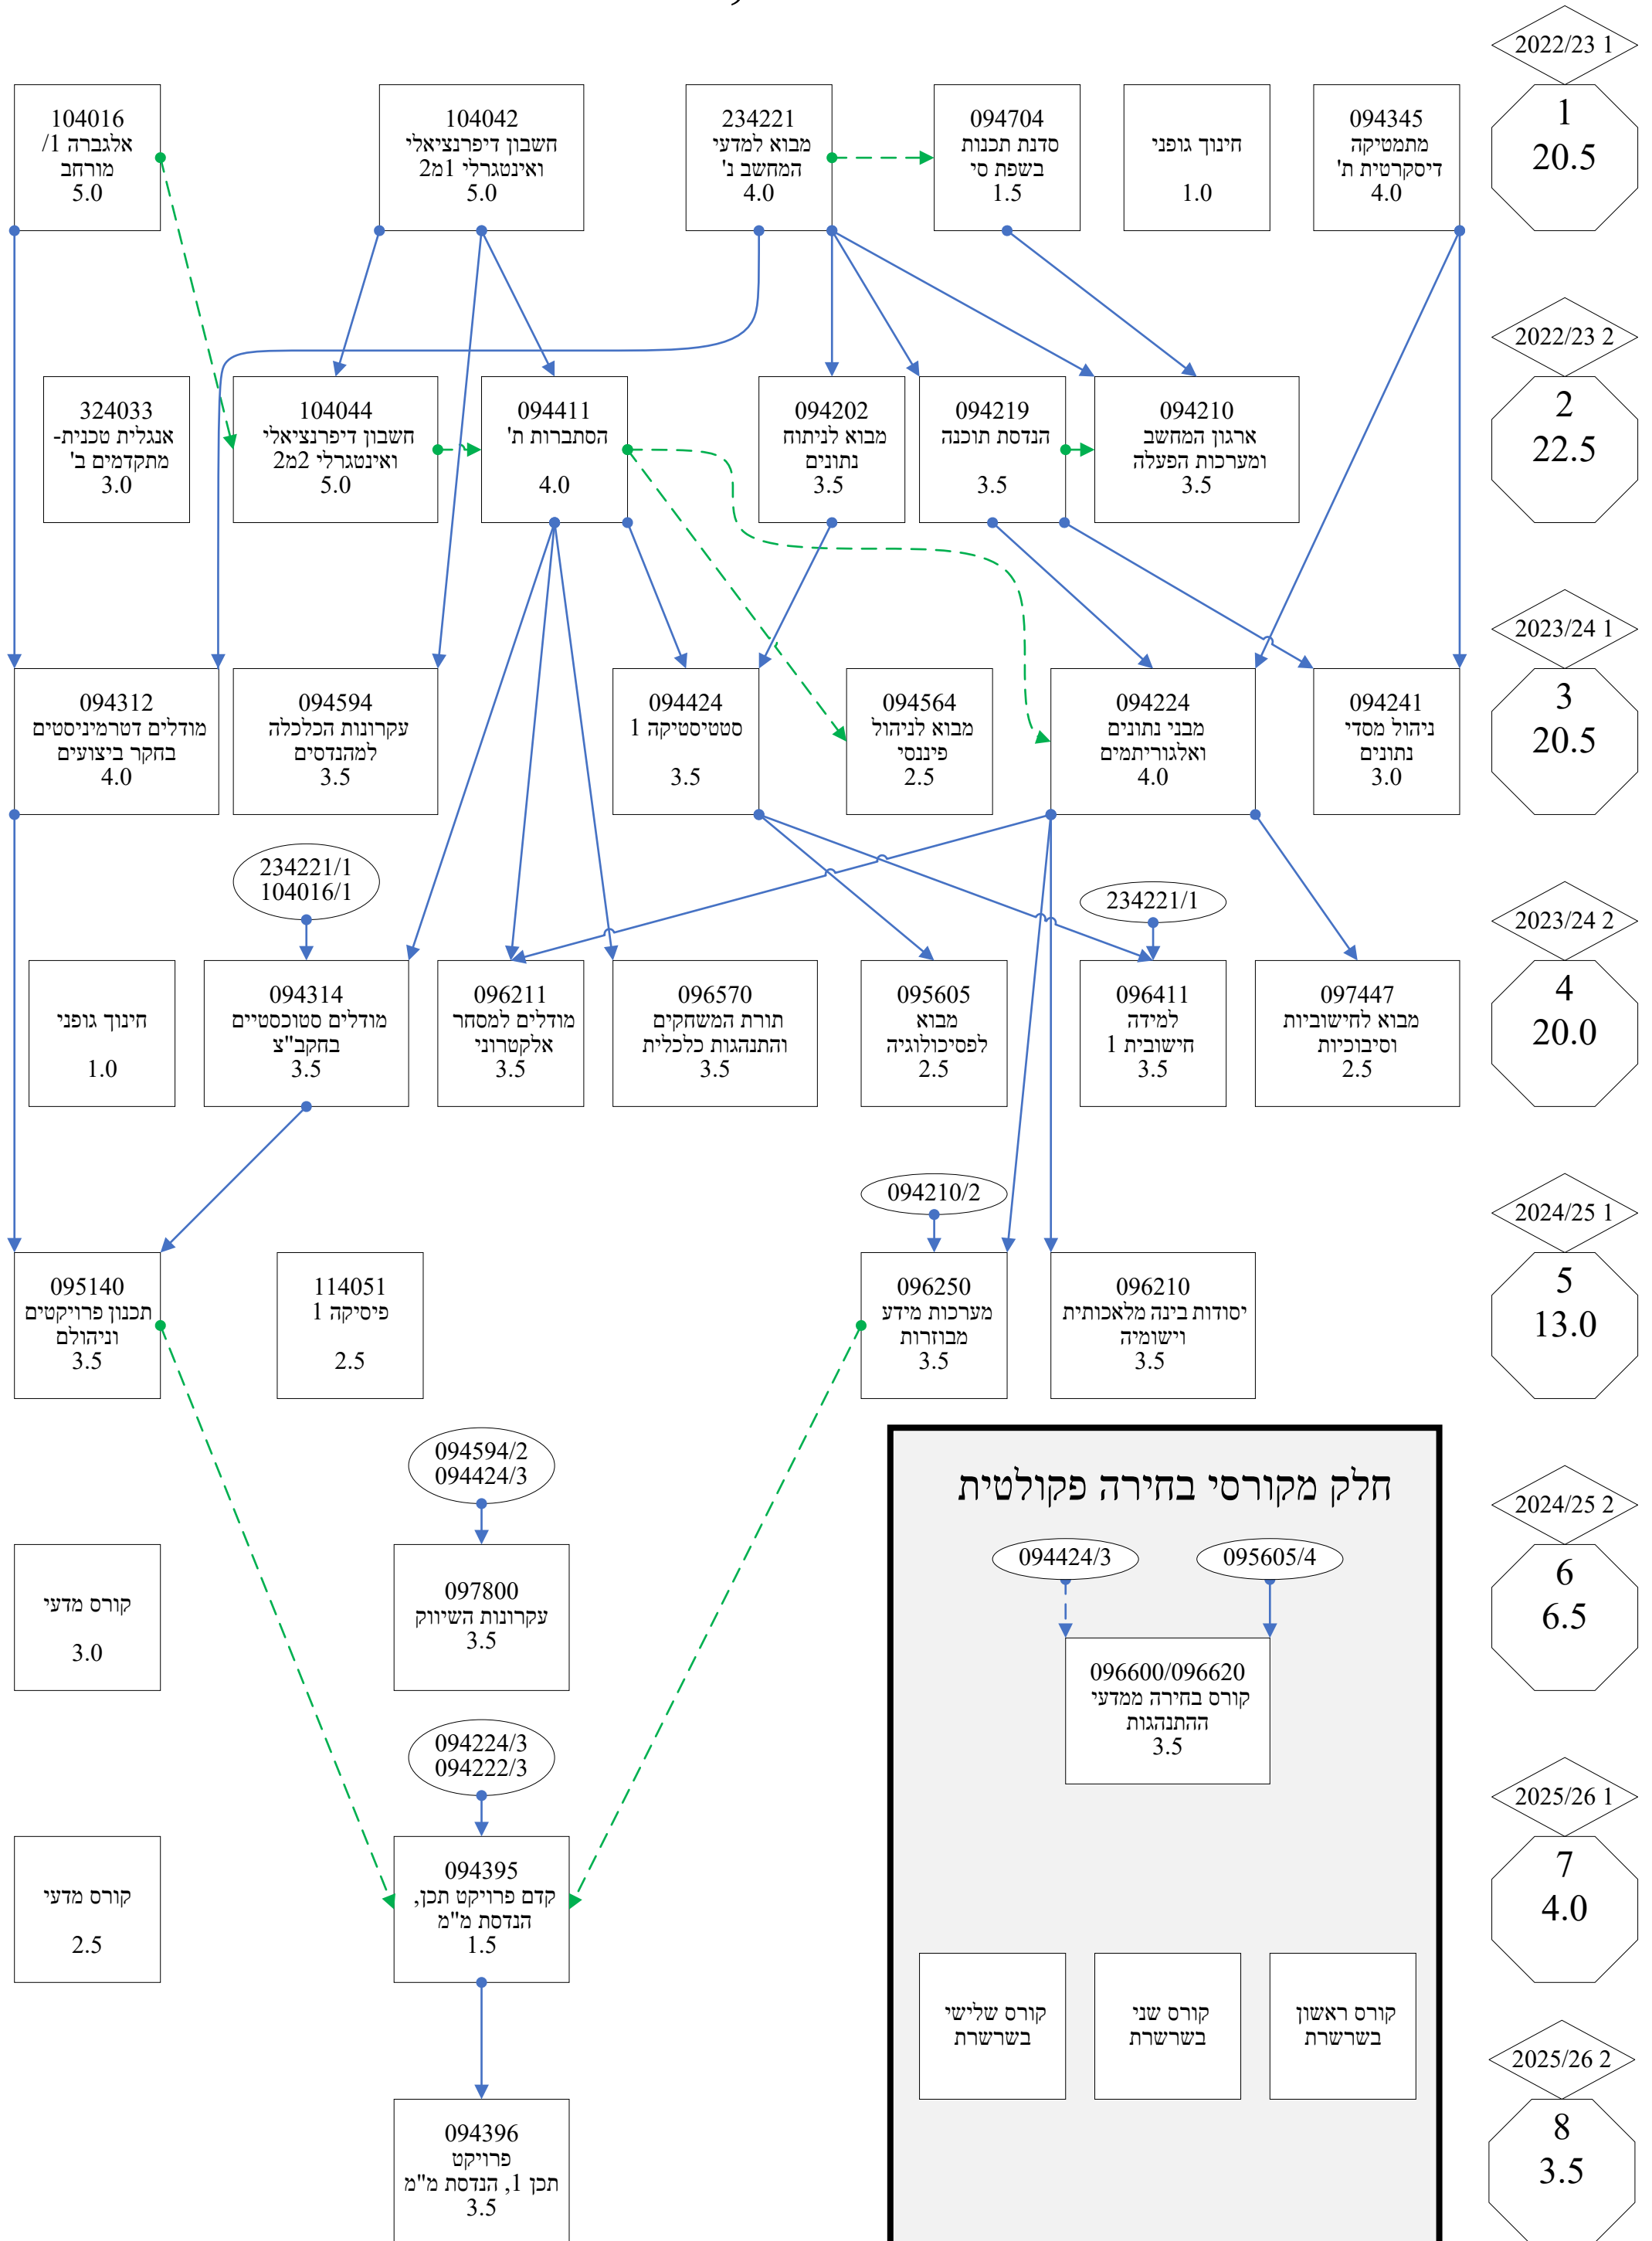 2022/23 1
1
20.5
094345
מתמטיקה
דיסקרטית ת'
4.0
חינוך גופני
1.0
094704
סדנת תכנות
בשפת סי
1.5
234221
מבוא למדעי
המחשב נ'
4.0
104042
חשבון דיפרנציאלי
ואינטגרלי 1מ2
5.0
104016
אלגברה 1/
מורחב
5.0
2022/23 2
2
22.5
094210
ארגון המחשב
ומערכות הפעלה
3.5
094219
הנדסת תוכנה
3.5
094202
מבוא לניתוח
נתונים
3.5
094411
הסתברות ת'
4.0
104044
חשבון דיפרנציאלי
ואינטגרלי 2מ2
5.0
324033
אנגלית טכנית-
מתקדמים ב'
3.0
2023/24 1
3
20.5
094241
ניהול מסדי
נתונים
3.0
094224
מבני נתונים
ואלגוריתמים
4.0
094564
מבוא לניהול
פיננסי
2.5
094424
סטטיסטיקה 1
3.5
094594
עקרונות הכלכלה
למהנדסים
3.5
094312
מודלים דטרמיניסטים
בחקר ביצועים
4.0
2023/24 2
4
20.0
234221/1
234221/1
104016/1
097447
מבוא לחישוביות
וסיבוכיות
2.5
096411
למידה
חישובית 1
3.5
095605
מבוא
לפסיכולוגיה
2.5
096570
תורת המשחקים
והתנהגות כלכלית
3.5
096211
מודלים למסחר
אלקטרוני
3.5
094314
מודלים סטוכסטיים
בחקב"צ
3.5
חינוך גופני
1.0
2024/25 1
5
13.0
094210/2
096210
יסודות בינה מלאכותית
וישומיה
3.5
096250
מערכות מידע
מבוזרות
3.5
114051
פיסיקה 1
2.5
095140
תכנון פרויקטים
וניהולם
3.5
2024/25 2
6
6.5
094594/2
094424/3
097800
עקרונות השיווק
3.5
קורס מדעי
3.0
חלק מקורסי בחירה פקולטית
095605/4
094424/3
096600/096620
קורס בחירה ממדעי
ההתנהגות
3.5
2025/26 1
7
4.0
094224/3
094222/3
094395
קדם פרויקט תכן,
הנדסת מ"מ
1.5
קורס מדעי
2.5
קורס ראשון
בשרשרת
קורס שני
בשרשרת
קורס שלישי
בשרשרת
2025/26 2
8
3.5
094396
פרויקט
תכן 1, הנדסת מ"מ
3.5